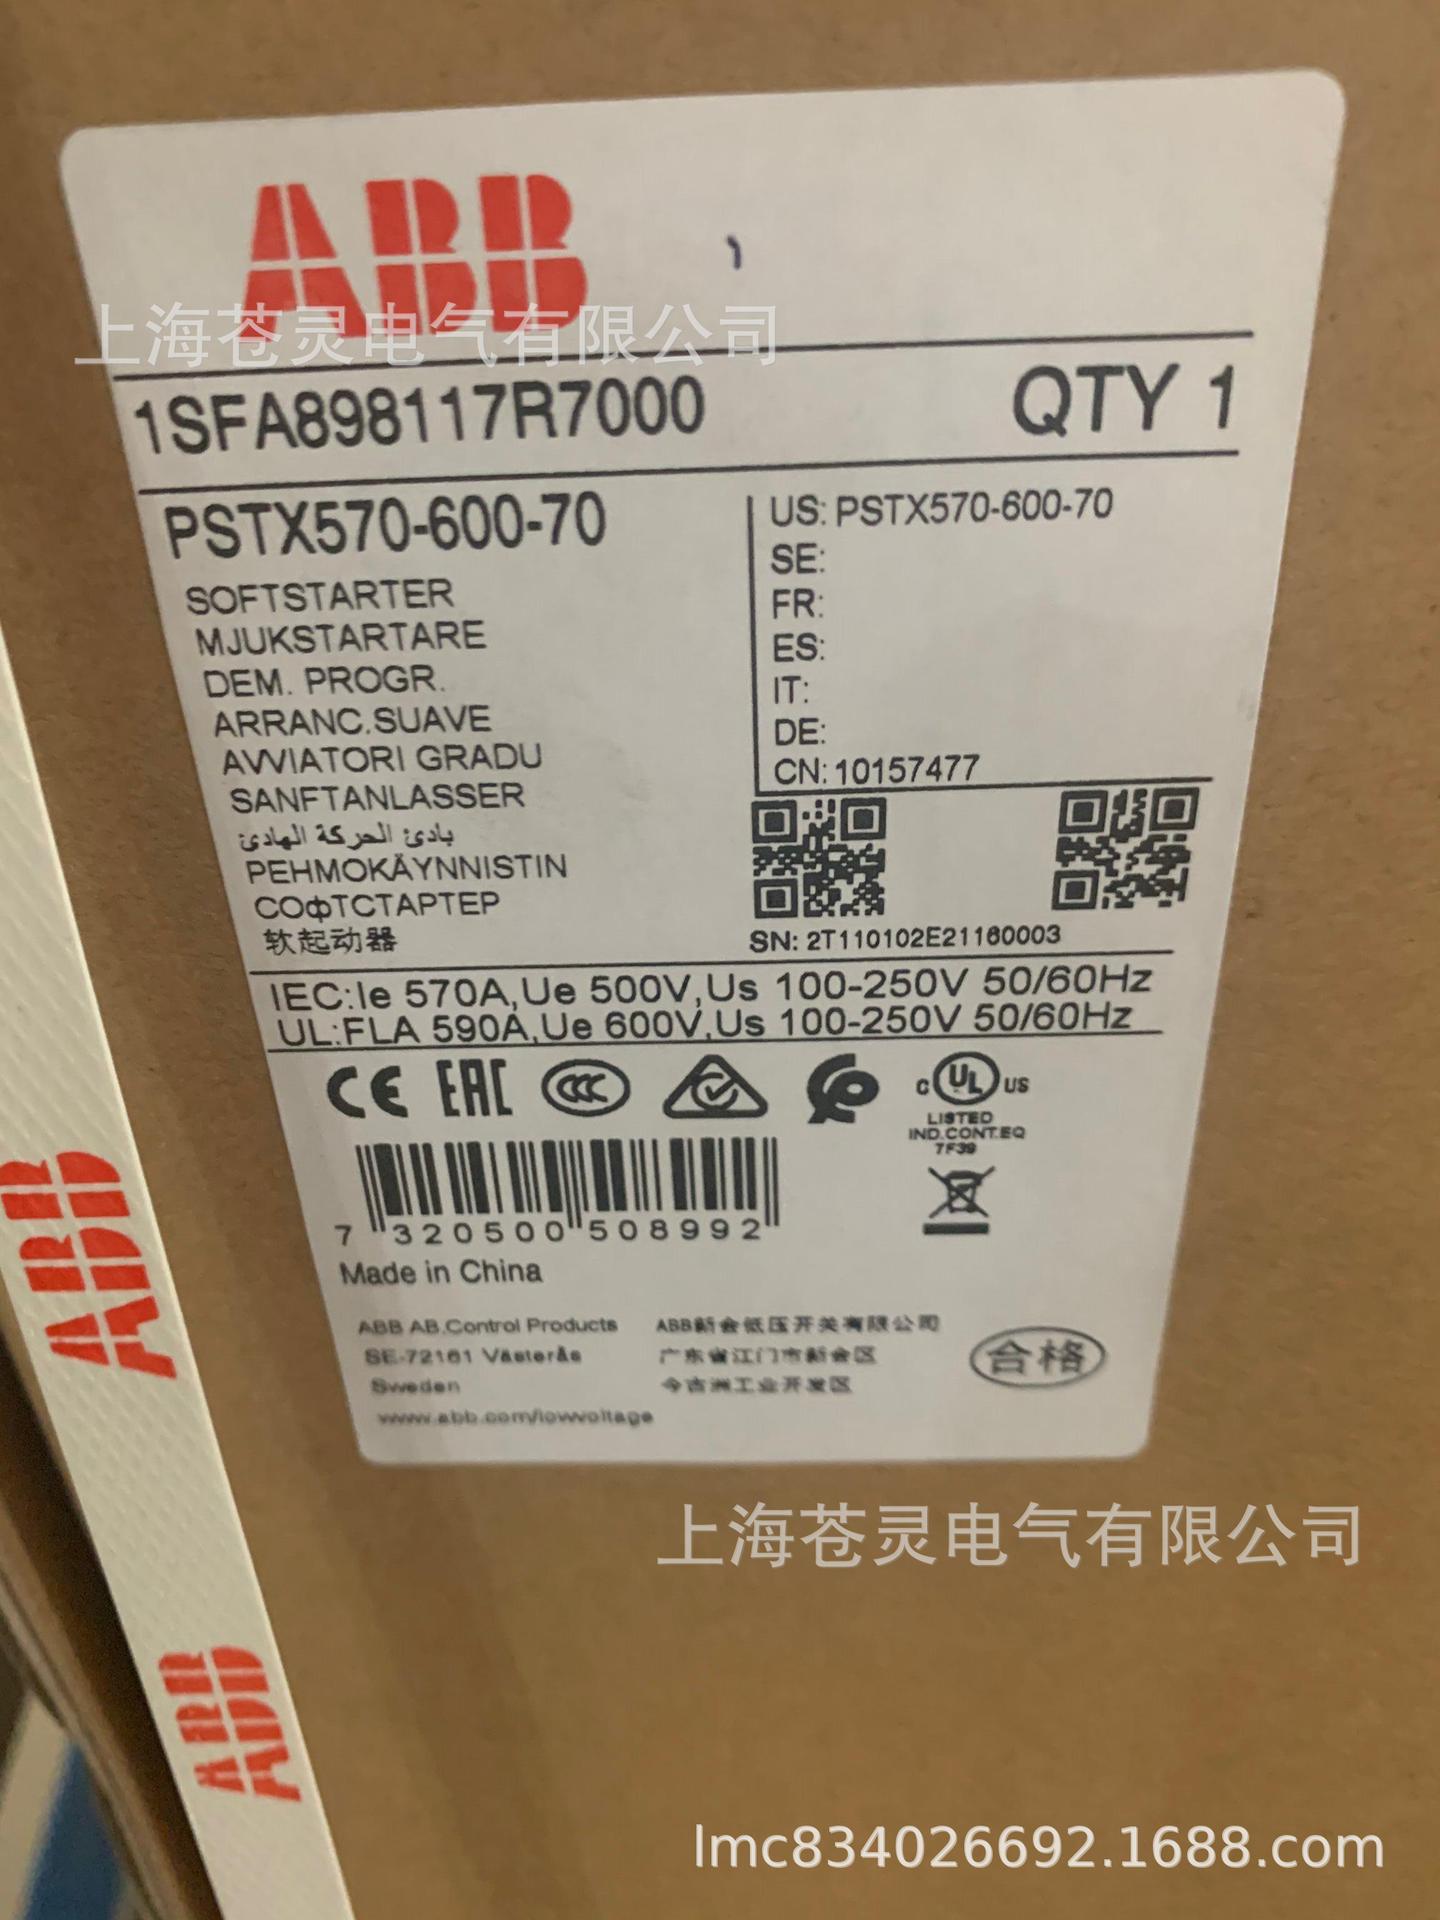 ABB
上海苍灵电气有限公司
1SFA898117R7000
QTY 1
PSTX570-600-70
SOFTSTARTER
MJUKSTARTARE
DEM. PROGR.
ARRANC.SUAVE
AVVIATORI GRADU
SANFTANLASSER
بادئ الحركة الهادئ
PEHMOKÄYNNISTIN
СОФТСТАРТЕР
软起动器
US: PSTX570-600-70
SE:
FR:
ES:
IT:
DE:
CN: 10157477
SN: 2T110102E21160003
IEC:Ie 570A,Ue 500V,Us 100-250V 50/60Hz
UL:FLA 590A,Ue 600V,Us 100-250V 50/60Hz
CE EAC CCC
C UL US
LISTED
IND.CONT.EQ
7F39
7 320500 508992
Made in China
ABB AB.Control Products
SE-72161 Västerås
Sweden
www.abb.com/lowvoltage
ABB新会低压开关有限公司
广东省江门市新会区
今古洲工业开发区
合格
ABB
ABB
上海苍灵电气有限公司
lmc834026692.1688.com